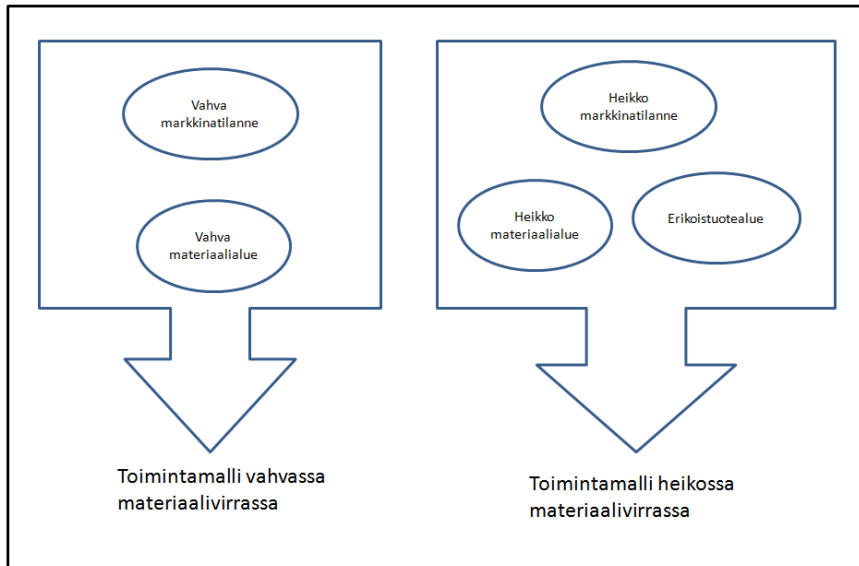 Vahva
markkinatilanne
Vahva
materiaalialue
Toimintamalli vahvassa
materiaalivirrassa
Heikko
markkinatilanne
Heikko
materiaalialue
Erikoistuotealue
Toimintamalli heikossa
materiaalivirrassa